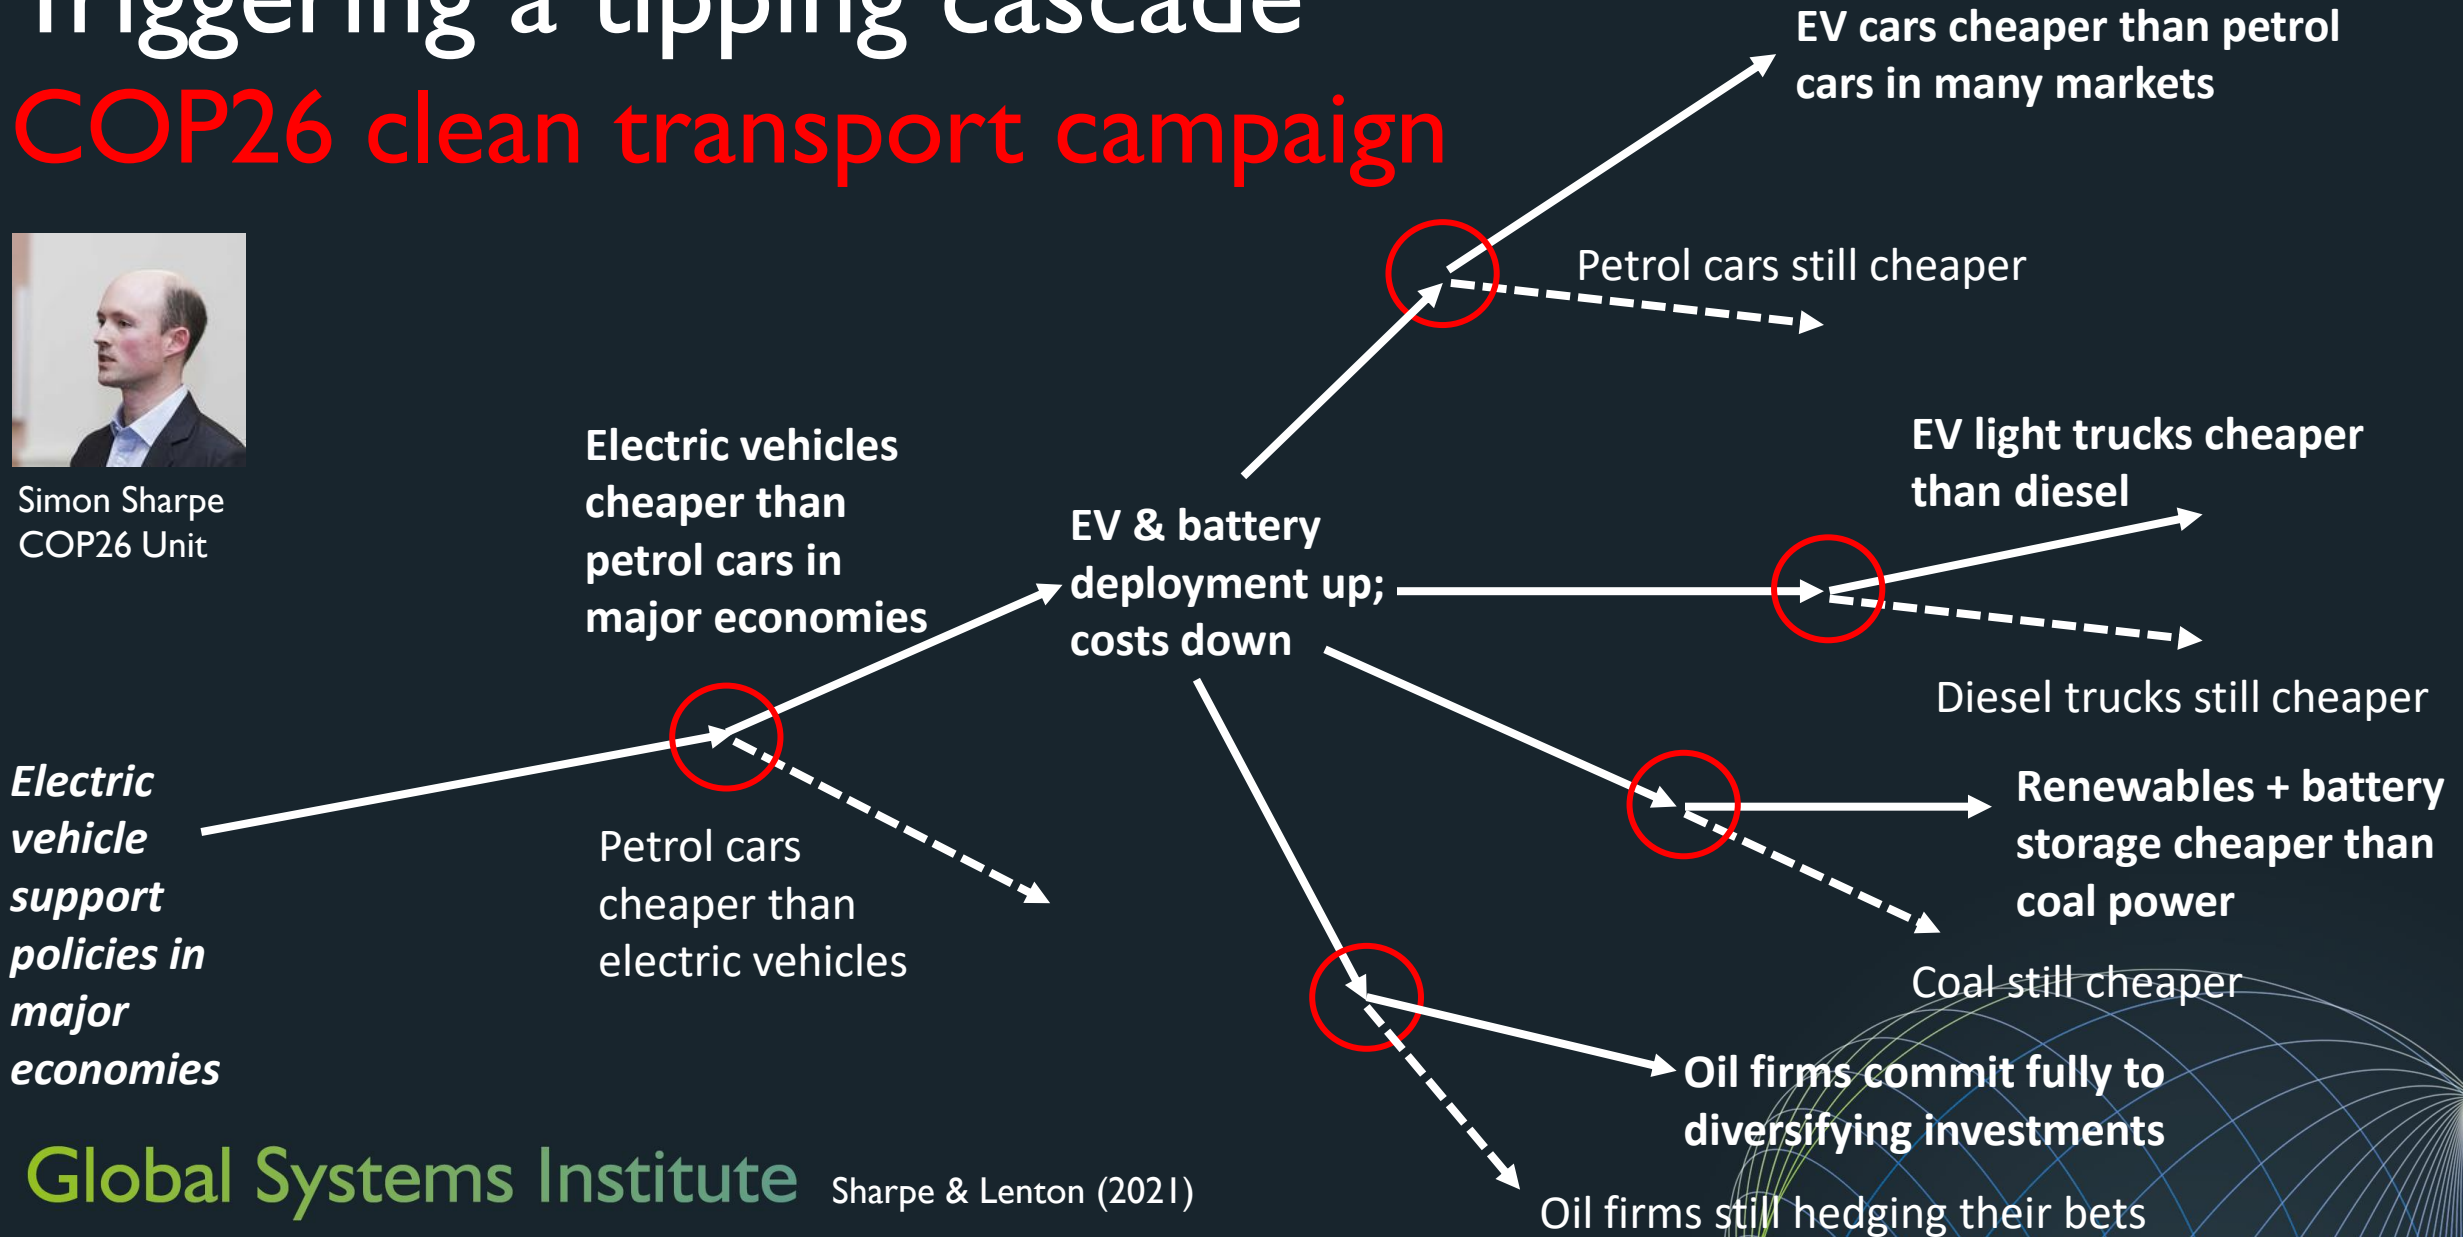 Triggering a tipping cascade
COP26 clean transport campaign
EV cars cheaper than petrol
cars in many markets
Petrol cars still cheaper
Simon Sharpe
COP26 Unit
Electric vehicles
cheaper than
petrol cars in
major economies
EV & battery
deployment up;
costs down
EV light trucks cheaper
than diesel
Diesel trucks still cheaper
Electric
vehicle
support
policies in
major
economies
Petrol cars
cheaper than
electric vehicles
Renewables + battery
storage cheaper than
coal power
Coal still cheaper
Oil firms commit fully to
diversifying investments
Oil firms still hedging their bets
Global Systems Institute
Sharpe & Lenton (2021)